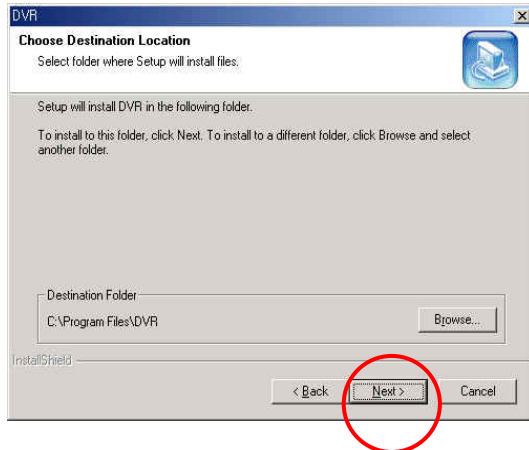 DVR
Choose Destination Location
Select folder where Setup will install files.
Setup will install DVR in the following folder.
To install to this folder, click Next. To install to a different folder, click Browse and select
another folder.
Destination Folder
C:\Program Files\DVR
Browse...
InstallShield
< Back
Next >
Cancel